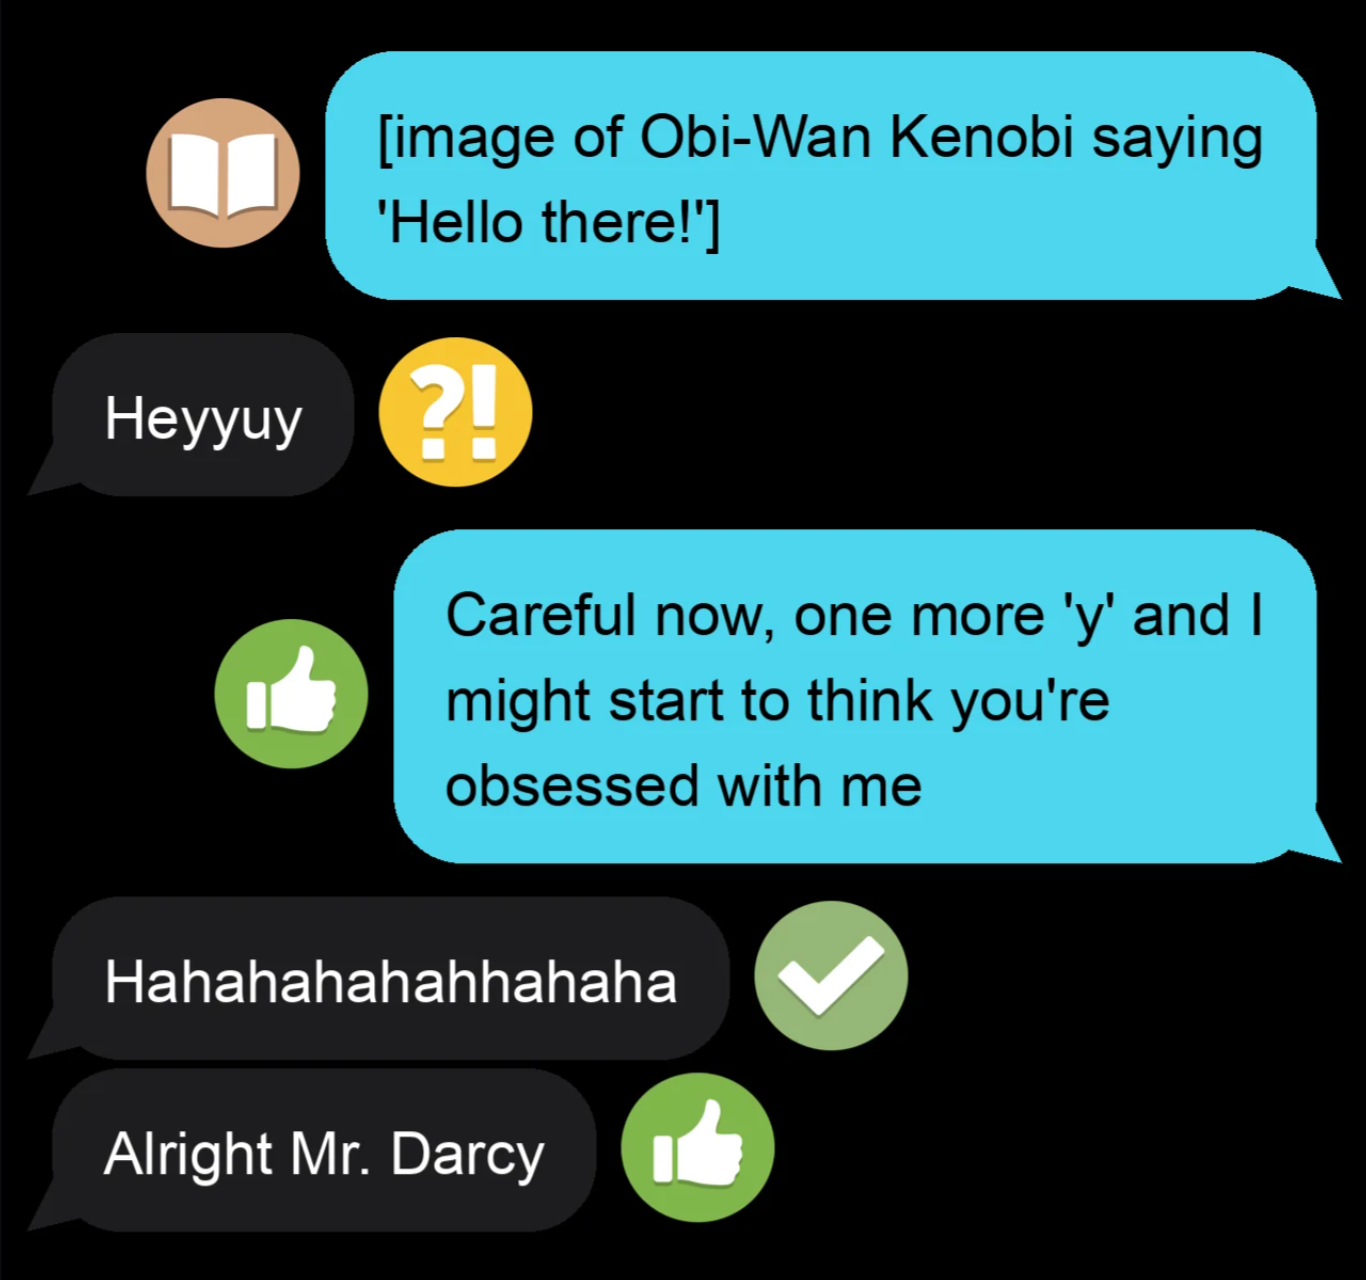 [image of Obi-Wan Kenobi saying
'Hello there!']
Heyyuy
?!
Careful now, one more 'y' and I
might start to think you're
obsessed with me
Hahahahahahhahaha
Alright Mr. Darcy